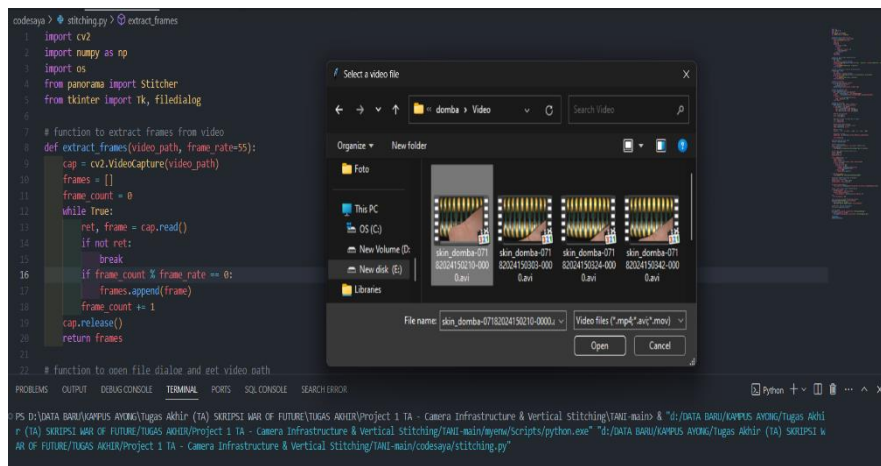 codesaya > stitching.py > extract_frames
1 import cv2
2 import numpy as np
3 import os
4 from panorama import Stitcher
5 from tkinter import Tk, filedialog
6
7 # function to extract frames from video
8 def extract_frames(video_path, frame_rate=55):
9 cap = cv2.VideoCapture(video_path)
10 frames = []
11 frame_count = 0
12 while True:
13 ret, frame = cap.read()
14 if not ret:
15 break
16 if frame_count % frame_rate == 0:
17 frames.append(frame)
18 frame_count += 1
19 cap.release()
20 return frames
21
22 # function to open file dialog and get video path
Select a video file
« domba > Video
Search Video
Organize
New folder
Foto
This PC
OS (C:)
New Volume (D:
New disk (E:)
Libraries
skin_domba-071
82024150210-000
0.avi
skin_domba-071
82024150303-000
0.avi
skin_domba-071
82024150324-000
0.avi
skin_domba-071
82024150342-000
0.avi
File name: skin_domba-07182024150210-0000.a
Video files (*.mp4;*.avi;*.mov)
Open
Cancel
PROBLEMS OUTPUT DEBUG CONSOLE TERMINAL PORTS SQL CONSOLE SEARCH ERROR
Python
PS D:\DATA BARU\KAMPUS AYONG\Tugas Akhir (TA) SKRIPSI WAR OF FUTURE\TUGAS AKHIR\Project 1 TA - Camera Infrastructure & Vertical Stitching\TANI-main> & "d:/DATA BARU/KAMPUS AYONG/Tugas Akhi
r (TA) SKRIPSI WAR OF FUTURE/TUGAS AKHIR/Project 1 TA - Camera Infrastructure & Vertical Stitching/TANI-main/myenv/Scripts/python.exe" "d:/DATA BARU/KAMPUS AYONG/Tugas Akhir (TA) SKRIPSI W
AR OF FUTURE/TUGAS AKHIR/Project 1 TA - Camera Infrastructure & Vertical Stitching/TANI-main/codesaya/stitching.py"